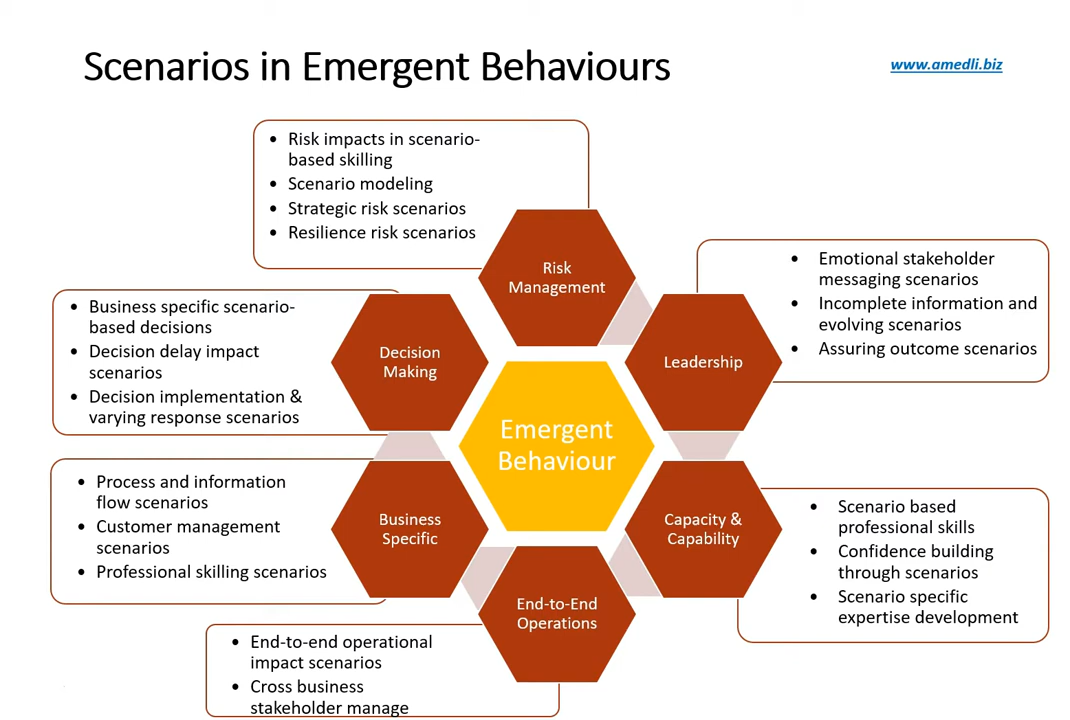 Scenarios in Emergent Behaviours
www.amedli.biz
• Risk impacts in scenario-
based skilling
• Scenario modeling
• Strategic risk scenarios
• Resilience risk scenarios
Risk
Management
• Emotional stakeholder
messaging scenarios
• Incomplete information and
evolving scenarios
• Assuring outcome scenarios
Leadership
• Business specific scenario-
based decisions
• Decision delay impact
scenarios
• Decision implementation &
varying response scenarios
Decision
Making
Emergent
Behaviour
• Process and information
flow scenarios
• Customer management
scenarios
• Professional skilling scenarios
Business
Specific
Capacity &
Capability
• Scenario based
professional skills
• Confidence building
through scenarios
• Scenario specific
expertise development
End-to-End
Operations
• End-to-end operational
impact scenarios
• Cross business
stakeholder manage